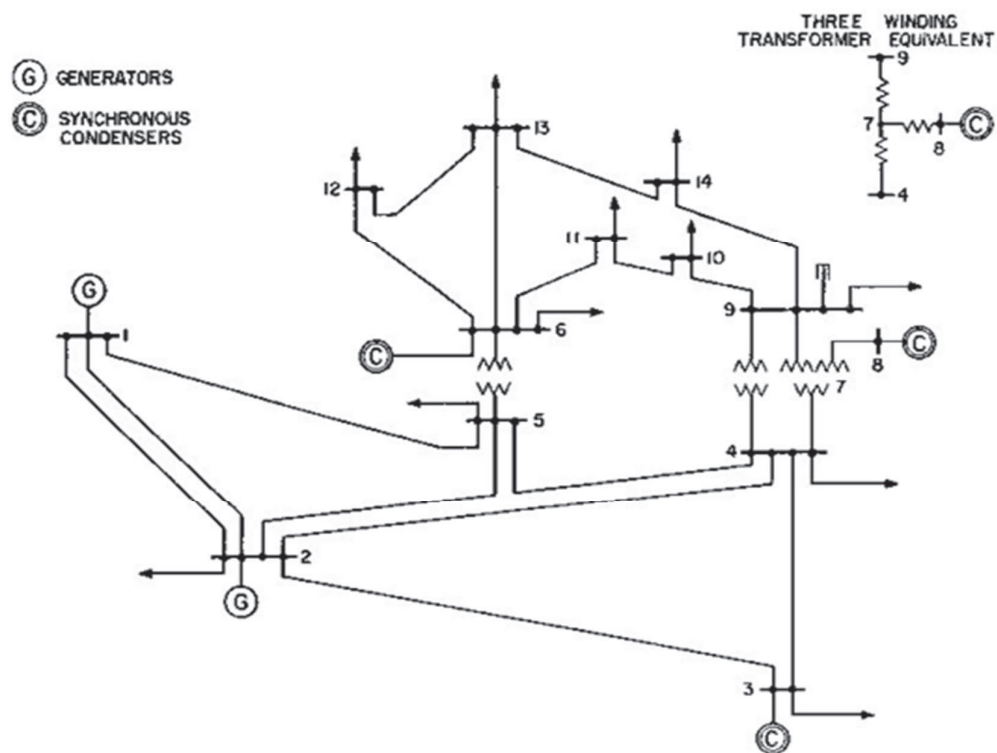 THREE WINDING
TRANSFORMER EQUIVALENT
9
7
C
8
4
G GENERATORS
C SYNCHRONOUS
CONDENSERS
13
12
14
11
10
G
1
9
6
C
8
C
7
5
4
2
G
3
C